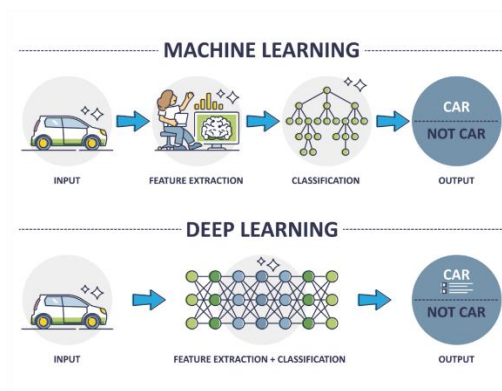 MACHINE LEARNING
CAR
NOT CAR
INPUT
FEATURE EXTRACTION
CLASSIFICATION
OUTPUT
DEEP LEARNING
CAR
NOT CAR
INPUT
FEATURE EXTRACTION + CLASSIFICATION
OUTPUT